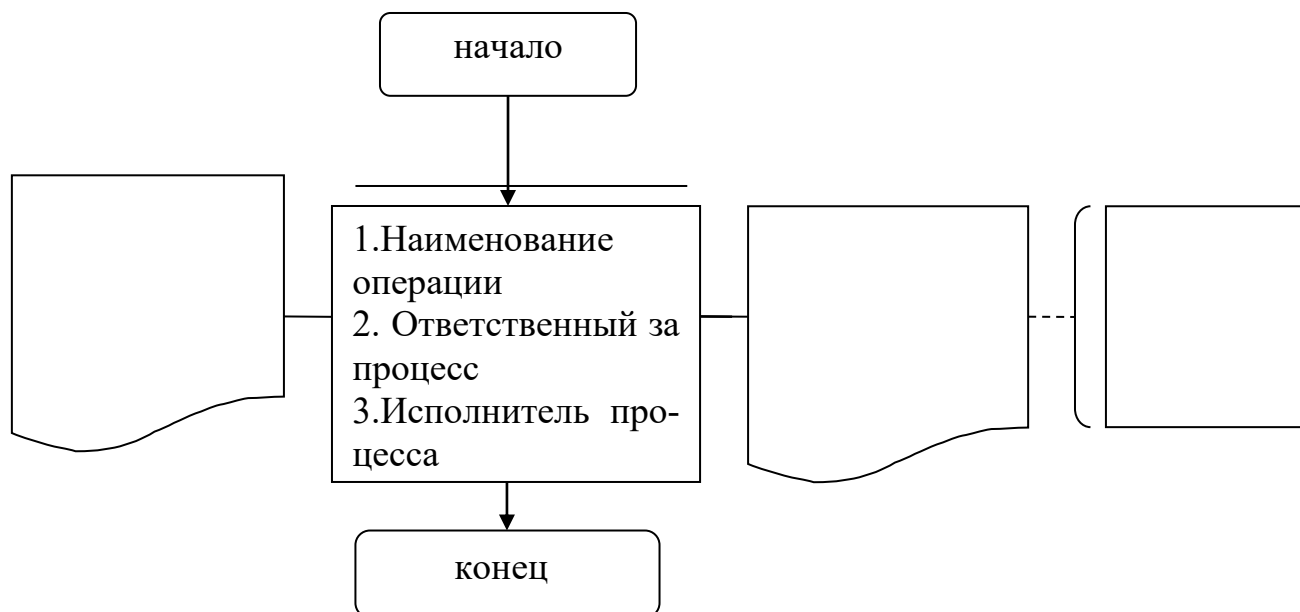 начало
1.Наименование
операции
2. Ответственный за
процесс
3.Исполнитель про-
цесса
конец